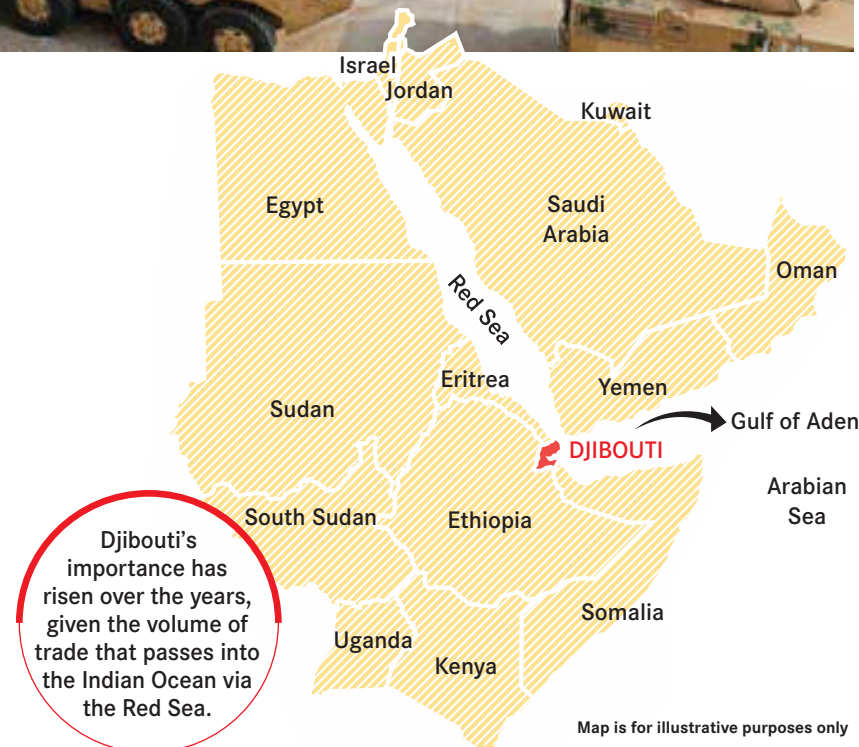 Israel
Jordan
Kuwait
Egypt
Saudi
Arabia
Oman
Red Sea
Eritrea
Yemen
Sudan
Gulf of Aden
DJIBOUTI
Arabian
Sea
South Sudan
Ethiopia
Djibouti's
importance has
risen over the years,
given the volume of
trade that passes into
the Indian Ocean via
the Red Sea.
Somalia
Uganda
Kenya
Map is for illustrative purposes only